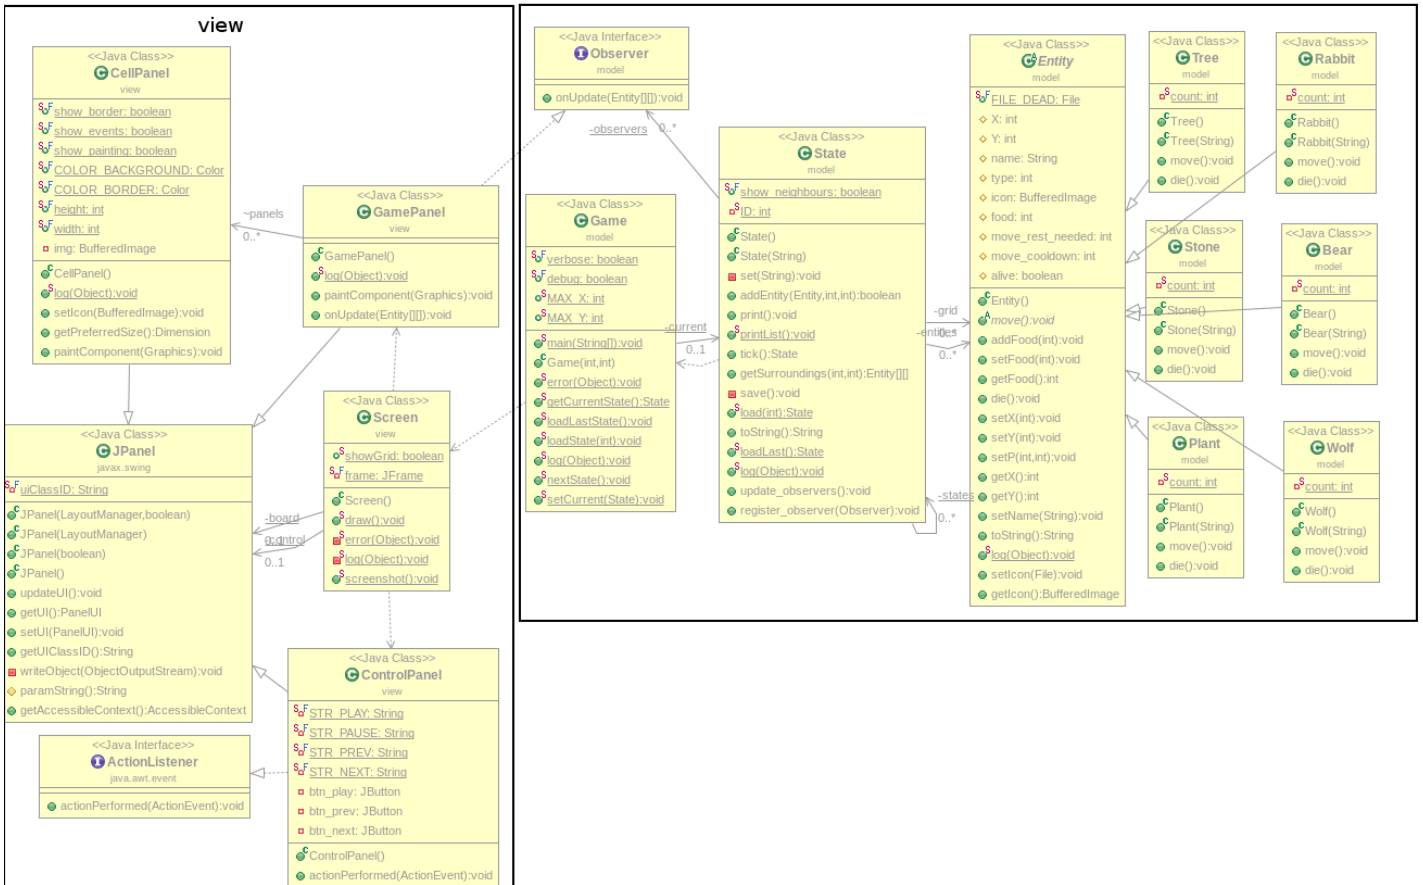 view
<<Java Class>>
CellPanel
view
show_border: boolean
show_events: boolean
show_painting: boolean
COLOR_BACKGROUND: Color
COLOR_BORDER: Color
height: int
width: int
img: BufferedImage
CellPanel()
log(Object):void
setIcon(BufferedImage):void
getPreferredSize():Dimension
paintComponent(Graphics):void
~panels
0..*
<<Java Class>>
GamePanel
view
GamePanel()
log(Object):void
paintComponent(Graphics):void
onUpdate(Entity[][]):void
<<Java Class>>
Screen
view
showGrid: boolean
frame: JFrame
Screen()
draw():void
error(Object):void
log(Object):void
screenshot():void
-board
0..1
-control
0..1
<<Java Class>>
JPanel
javax.swing
uiClassID: String
JPanel(LayoutManager,boolean)
JPanel(LayoutManager)
JPanel(boolean)
JPanel()
updateUI():void
getUI():PanelUI
setUI(PanelUI):void
getUIClassID():String
writeObject(ObjectOutputStream):void
paramString():String
getAccessibleContext():AccessibleContext
<<Java Interface>>
ActionListener
java.awt.event
actionPerformed(ActionEvent):void
<<Java Class>>
ControlPanel
view
STR_PLAY: String
STR_PAUSE: String
STR_PREV: String
STR_NEXT: String
btn_play: JButton
btn_prev: JButton
btn_next: JButton
ControlPanel()
actionPerformed(ActionEvent):void
<<Java Interface>>
Observer
model
onUpdate(Entity[][]):void
-observers
0..*
<<Java Class>>
Game
model
verbose: boolean
debug: boolean
MAX_X: int
MAX_Y: int
main(String[]):void
Game(int,int)
error(Object):void
getCurrentState():State
loadLastState():void
loadState(int):void
log(Object):void
nextState():void
setCurrent(State):void
-current
0..1
<<Java Class>>
State
model
show_neighbours: boolean
ID: int
State()
State(String)
set(String):void
addEntity(Entity,int,int):boolean
print():void
printList():void
tick():State
getSurroundings(int,int):Entity[][]
save():void
load(int):State
toString():String
loadLast():State
log(Object):void
update_observers():void
register_observer(Observer):void
-grid
0..*
-entities
0..*
-states
0..*
<<Java Class>>
Entity
model
FILE_DEAD: File
X: int
Y: int
name: String
type: int
icon: BufferedImage
food: int
move_rest_needed: int
move_cooldown: int
alive: boolean
Entity()
move():void
addFood(int):void
setFood(int):void
getFood():int
die():void
setX(int):void
setY(int):void
setP(int,int):void
getX():int
getY():int
setName(String):void
toString():String
log(Object):void
setIcon(File):void
getIcon():BufferedImage
<<Java Class>>
Tree
model
count: int
Tree()
Tree(String)
move():void
die():void
<<Java Class>>
Rabbit
model
count: int
Rabbit()
Rabbit(String)
move():void
die():void
<<Java Class>>
Stone
model
count: int
Stone()
Stone(String)
move():void
die():void
<<Java Class>>
Bear
model
count: int
Bear()
Bear(String)
move():void
die():void
<<Java Class>>
Plant
model
count: int
Plant()
Plant(String)
move():void
die():void
<<Java Class>>
Wolf
model
count: int
Wolf()
Wolf(String)
move():void
die():void